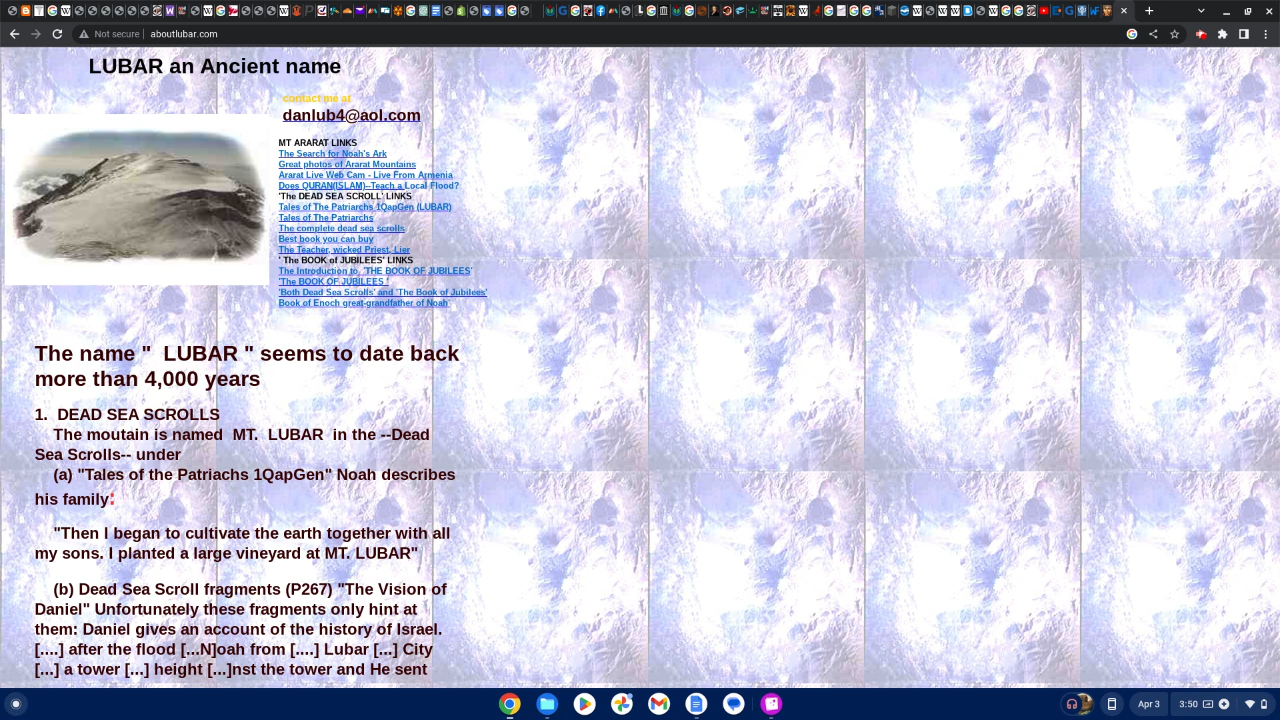 Not secure
aboutlubar.com
LUBAR an Ancient name
contact me at
danlub4@aol.com
MT ARARAT LINKS
The Search for Noah's Ark
Great photos of Ararat Mountains
Ararat Live Web Cam - Live From Armenia
Does QURAN(ISLAM)--Teach a Local Flood?
'The DEAD SEA SCROLL' LINKS
Tales of The Patriarchs 1QapGen (LUBAR)
Tales of The Patriarchs
The complete dead sea scrolls
Best book you can buy
The Teacher, wicked Priest, Lier
' The BOOK of JUBILEES' LINKS
The Introduction to 'THE BOOK OF JUBILEES'
'The BOOK OF JUBILEES '
'Both Dead Sea Scrolls' and 'The Book of Jubilees'
Book of Enoch great-grandfather of Noah
The name " LUBAR " seems to date back
more than 4,000 years
1. DEAD SEA SCROLLS
The moutain is named MT. LUBAR in the --Dead
Sea Scrolls-- under
(a) "Tales of the Patriachs 1QapGen" Noah describes
his family:
"Then I began to cultivate the earth together with all
my sons. I planted a large vineyard at MT. LUBAR"
(b) Dead Sea Scroll fragments (P267) "The Vision of
Daniel" Unfortunately these fragments only hint at
them: Daniel gives an account of the history of Israel.
[....] after the flood [...N]oah from [....] Lubar [...] City
[...] a tower [...] height [...]nst the tower and He sent
Apr 3
3:50